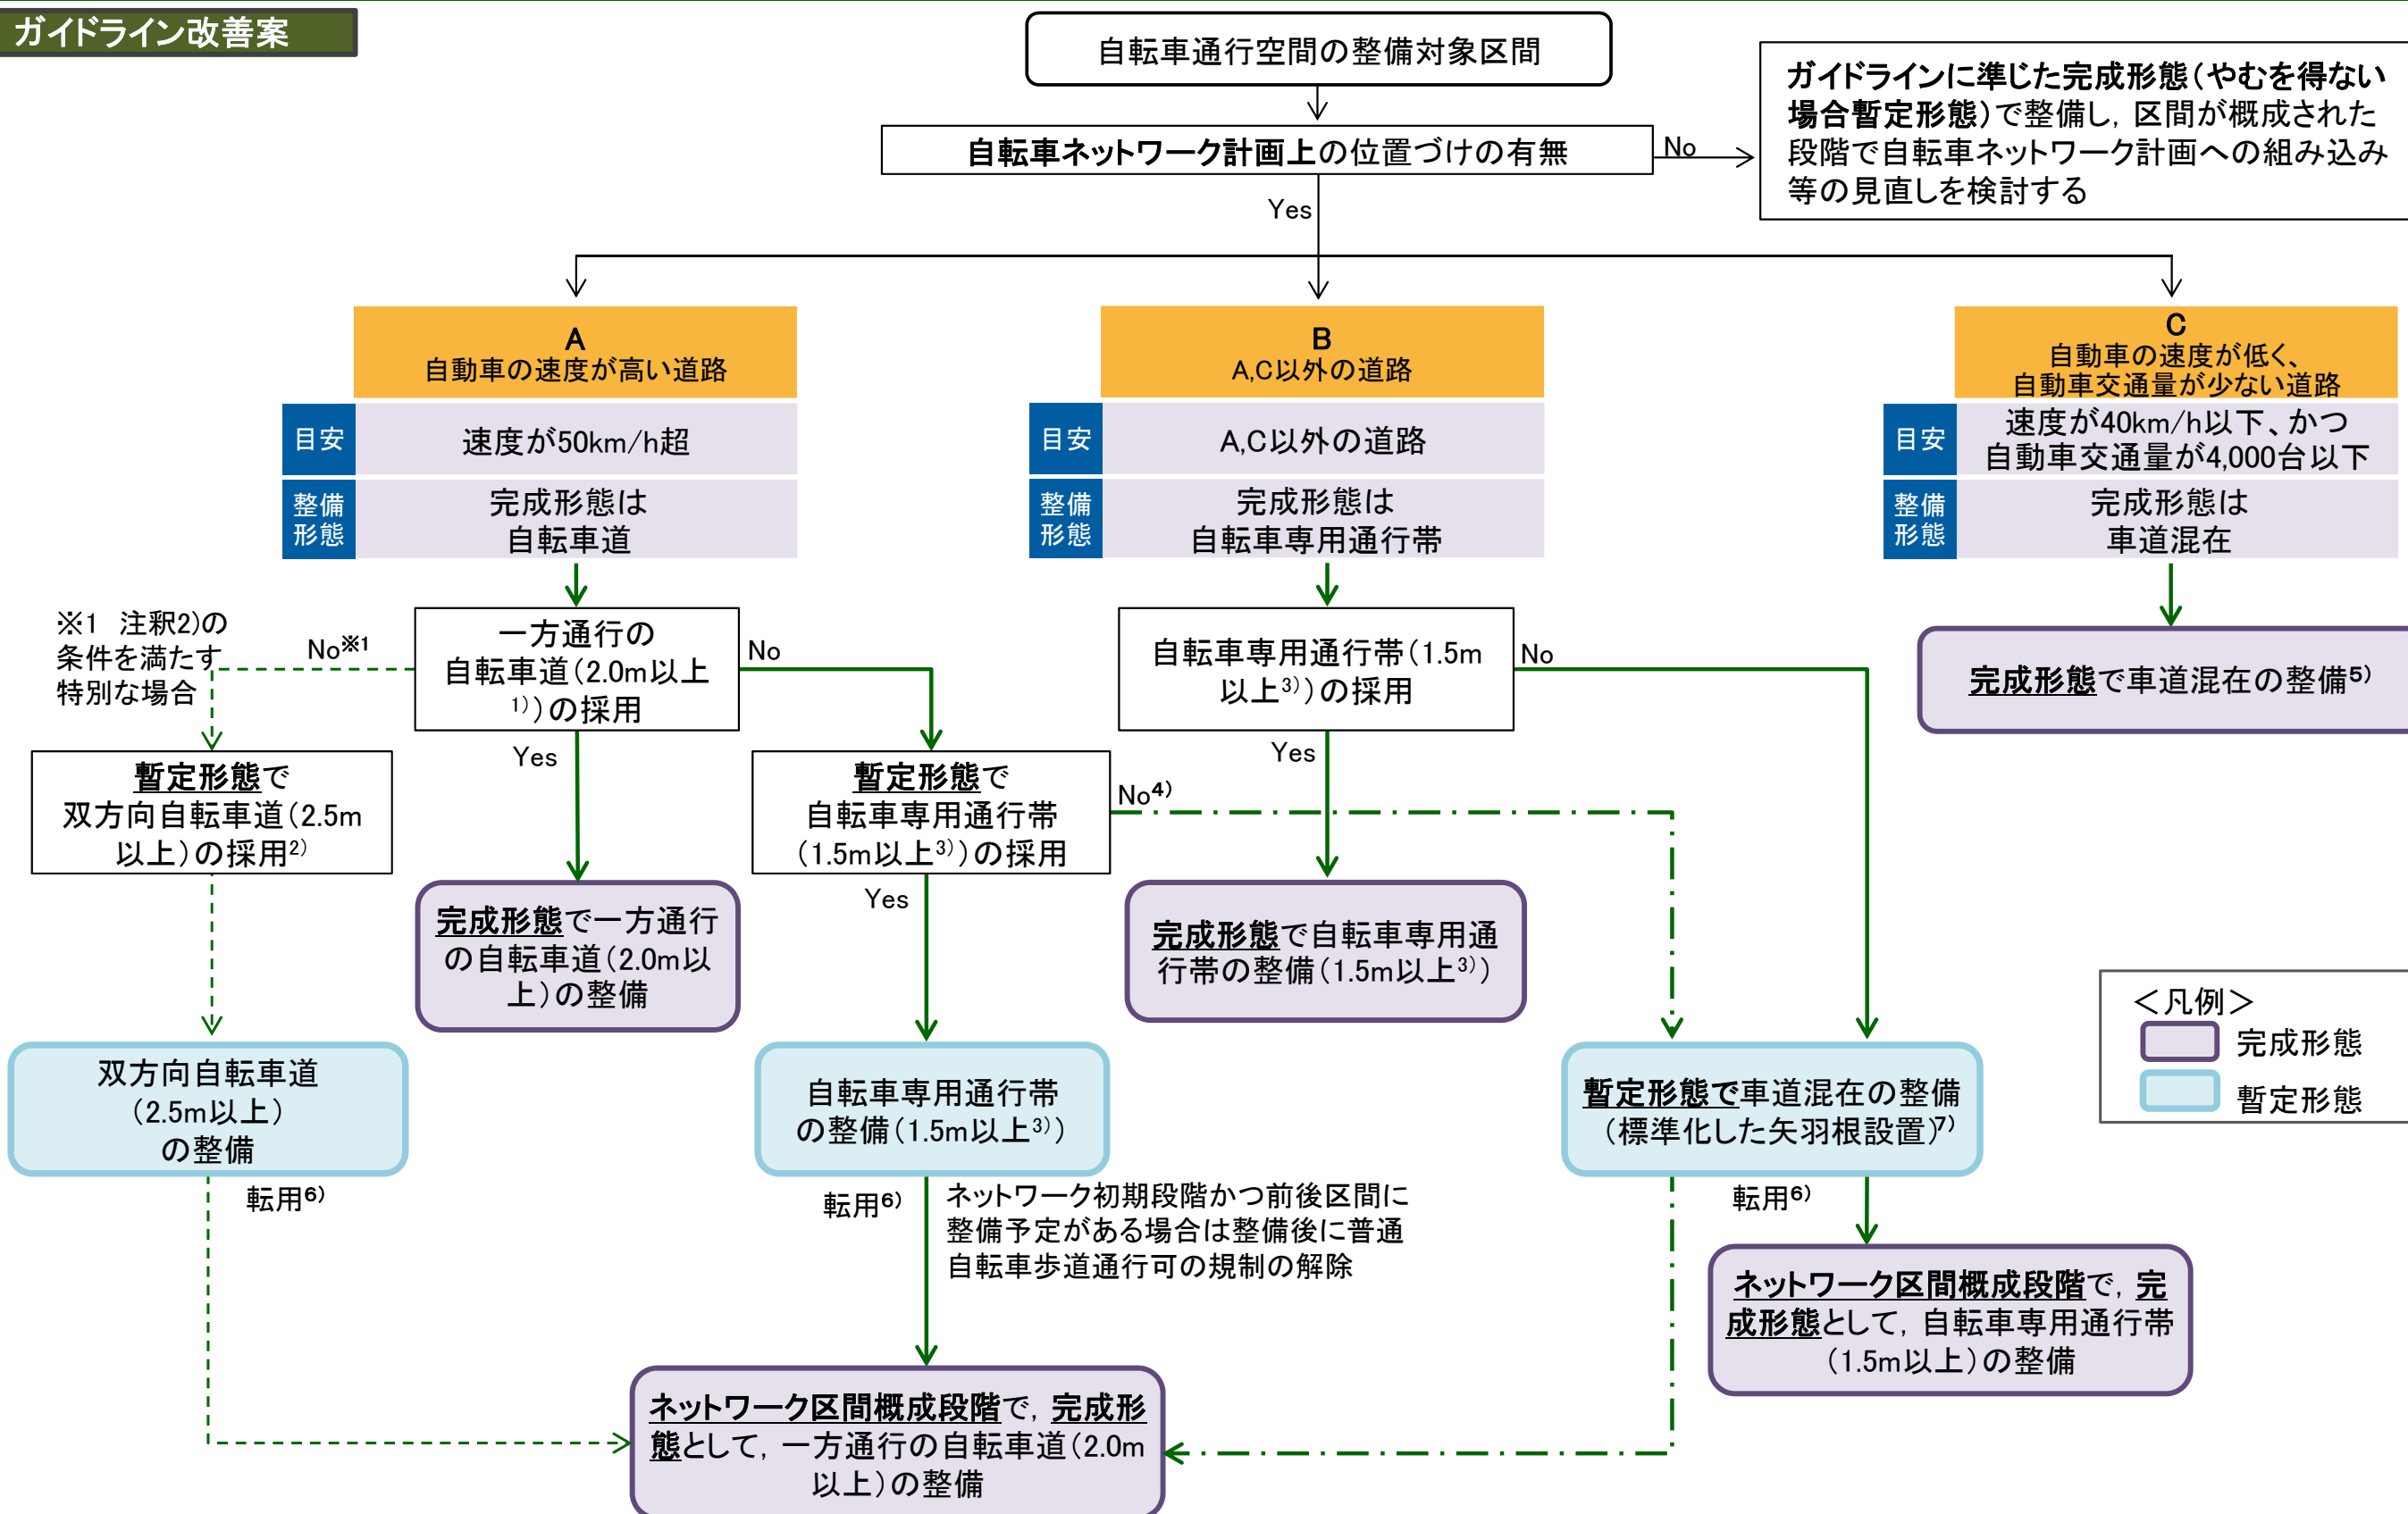 ガイドライン改善案
自転車通行空間の整備対象区間
ガイドラインに準じた完成形態(やむを得ない
場合暫定形態)で整備し, 区間が概成された
段階で自転車ネットワーク計画への組み込み
等の見直しを検討する
自転車ネットワーク計画上の位置づけの有無
No
Yes
A
自動車の速度が高い道路
目安
速度が50km/h超
整備
形態
完成形態は
自転車道
B
A,C以外の道路
目安
A,C以外の道路
整備
形態
完成形態は
自転車専用通行帯
C
自動車の速度が低く、
自動車交通量が少ない道路
目安
速度が40km/h以下、かつ
自動車交通量が4,000台以下
整備
形態
完成形態は
車道混在
※1 注釈2)の
条件を満たす
特別な場合
No※1
一方通行の
自転車道(2.0m以上
1))の採用
No
Yes
自転車専用通行帯(1.5m
以上3))の採用
No
Yes
完成形態で車道混在の整備5)
暫定形態で
双方向自転車道(2.5m
以上)の採用2)
暫定形態で
自転車専用通行帯
(1.5m以上3))の採用
No4)
Yes
完成形態で一方通行
の自転車道(2.0m以
上)の整備
完成形態で自転車専用通
行帯の整備(1.5m以上3))
<凡例>
完成形態
暫定形態
双方向自転車道
(2.5m以上)
の整備
自転車専用通行帯
の整備(1.5m以上3))
暫定形態で車道混在の整備
(標準化した矢羽根設置)7)
転用6)
転用6)
ネットワーク初期段階かつ前後区間に
整備予定がある場合は整備後に普通
自転車歩道通行可の規制の解除
転用6)
ネットワーク区間概成段階で, 完
成形態として, 自転車専用通行帯
(1.5m以上)の整備
ネットワーク区間概成段階で, 完成形
態として, 一方通行の自転車道(2.0m
以上)の整備